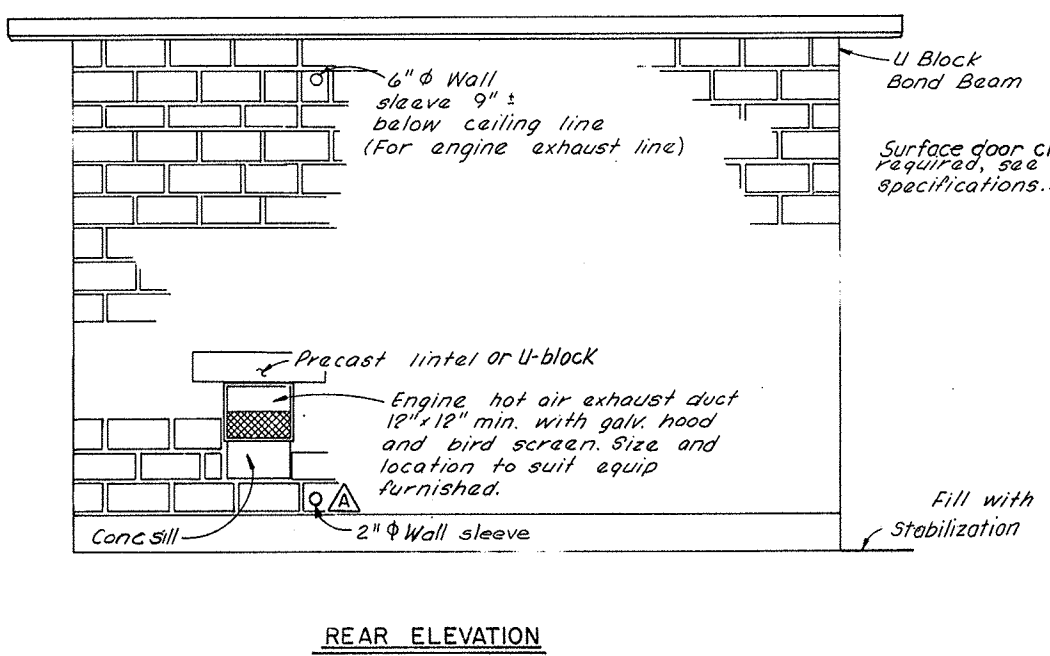 6" Φ Wall
sleeve 9" ±
below ceiling line
(For engine exhaust line)
U Block
Bond Beam
Surface door c
required, see
specifications.
Precast lintel or U-block
Engine hot air exhaust duct
12"x12" min. with galv. hood
and bird screen. Size and
location to suit equip
furnished.
A
2" Φ Wall sleeve
Conc sill
Fill with
Stabilization
REAR ELEVATION